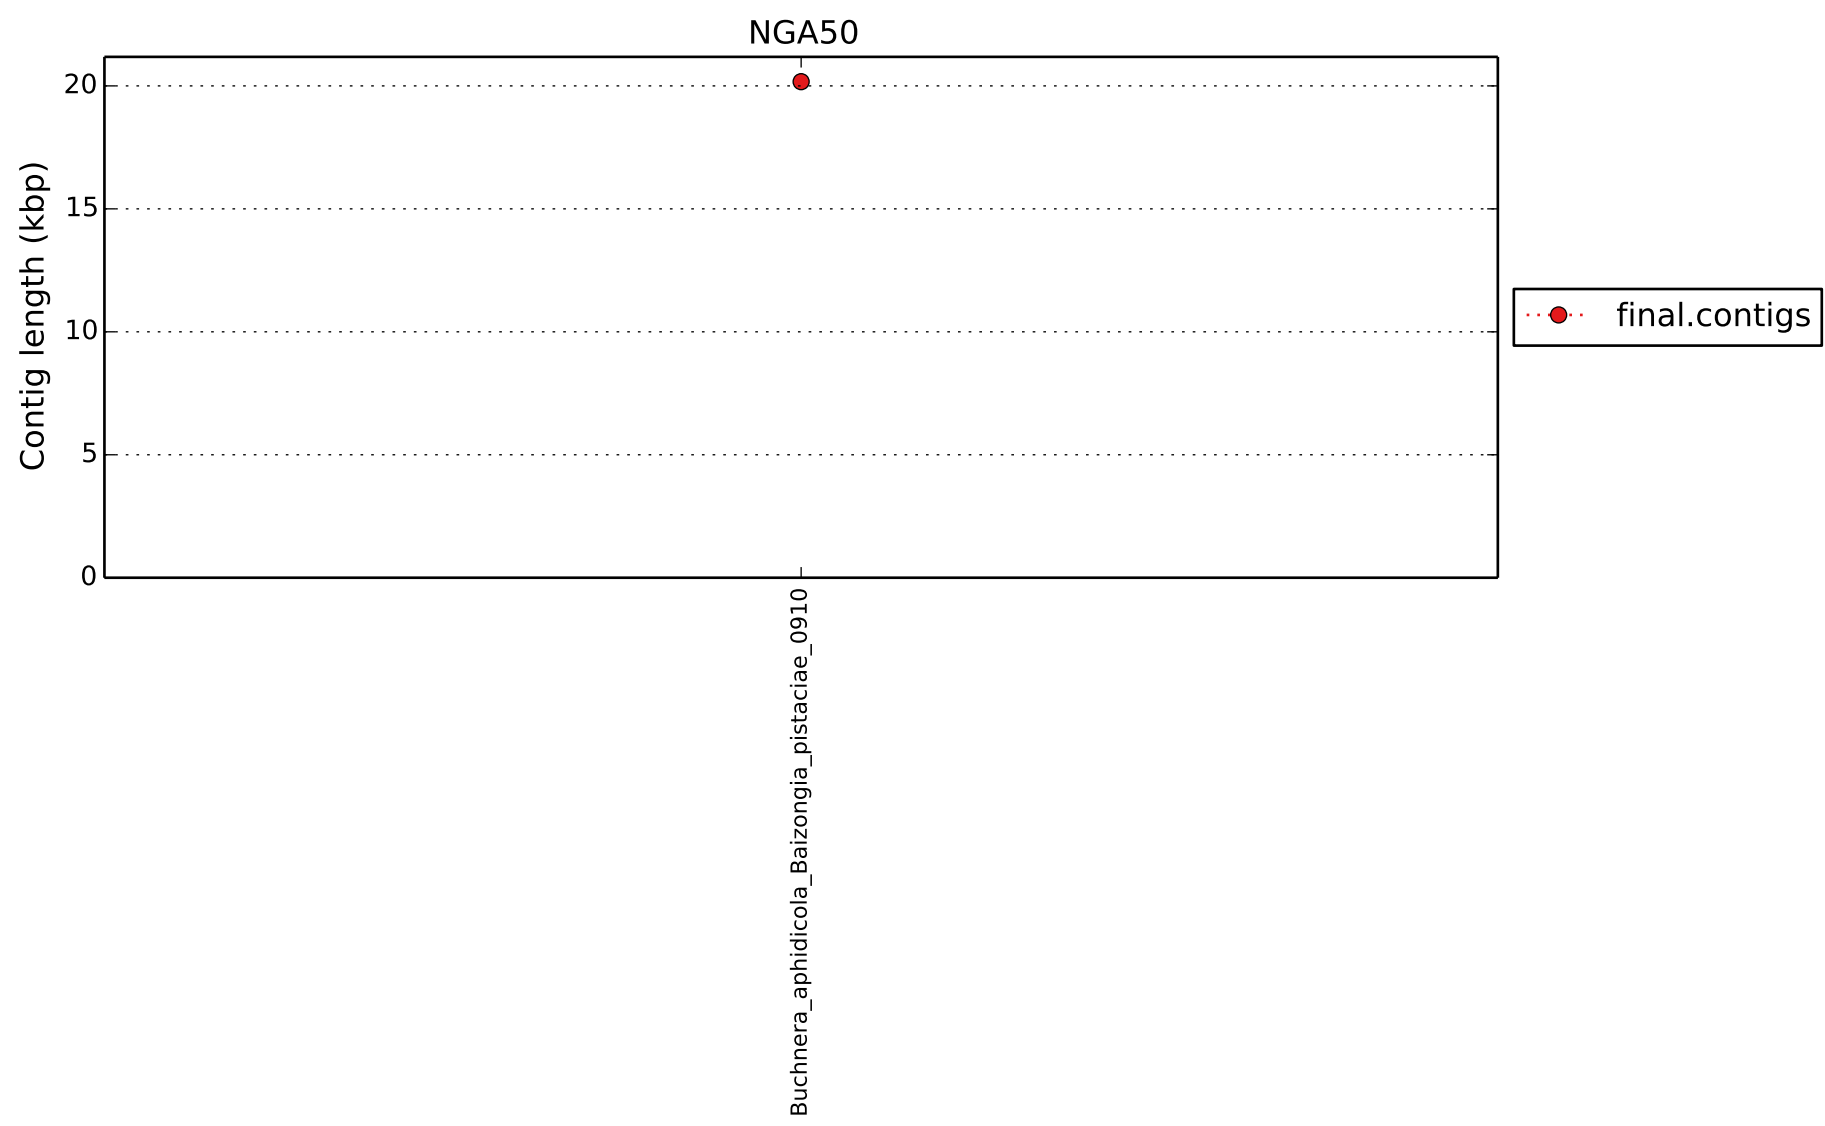 NGA50
Contig length (kbp)
20
15
10
5
0
final.contigs
Buchnera_aphidicola_Baizongia_pistaciae_0910